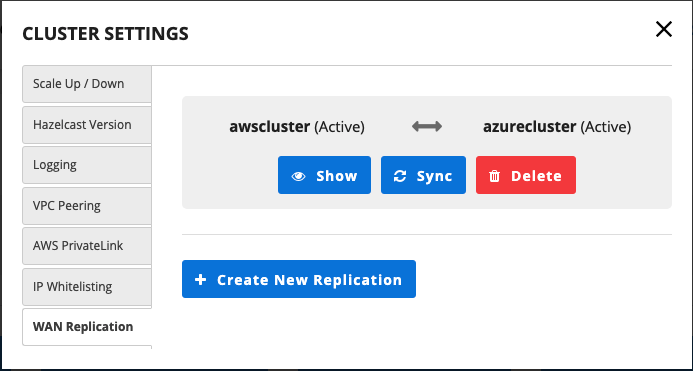 CLUSTER SETTINGS
Scale Up / Down
Hazelcast Version
Logging
VPC Peering
AWS PrivateLink
IP Whitelisting
WAN Replication
awscluster (Active) azurecluster (Active)
Show Sync Delete
Create New Replication